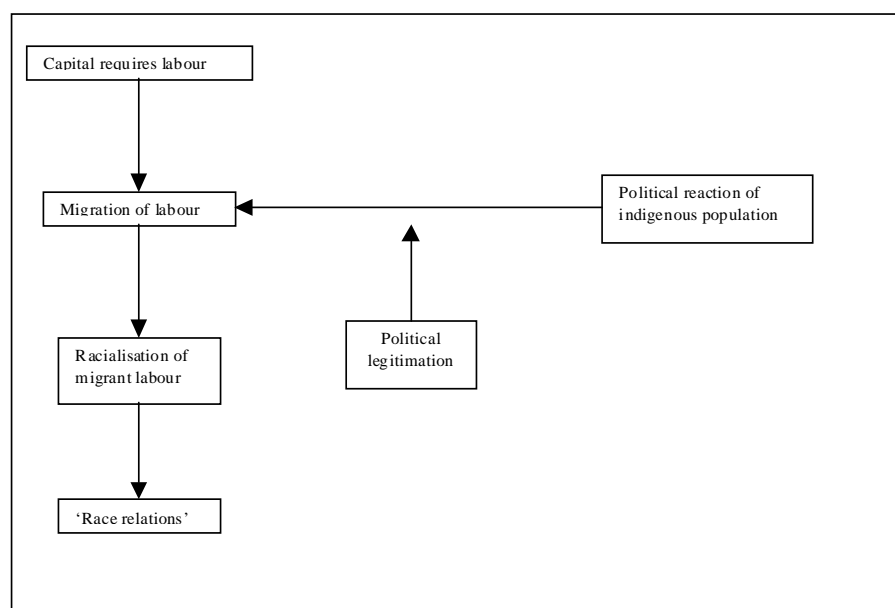 Capital requires labour
Migration of labour
Political reaction of
indigenous population
Racialisation of
migrant labour
Political
legitimation
‘Race relations’